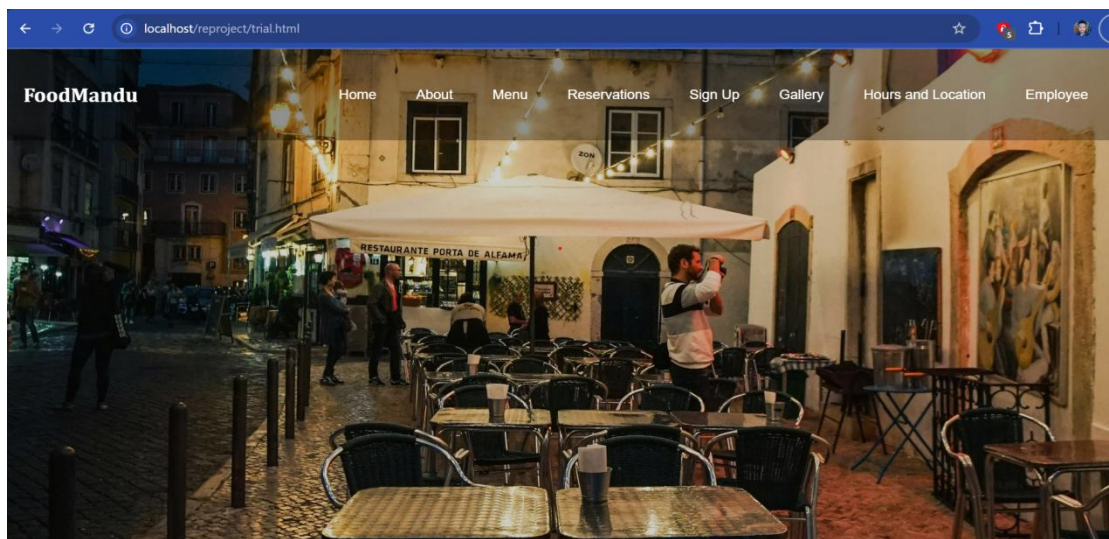 localhost/reproject/trial.html
FoodMandu
Home About Menu Reservations Sign Up Gallery Hours and Location Employee
ZON
RESTAURANTE PORTA DE ALFAMA